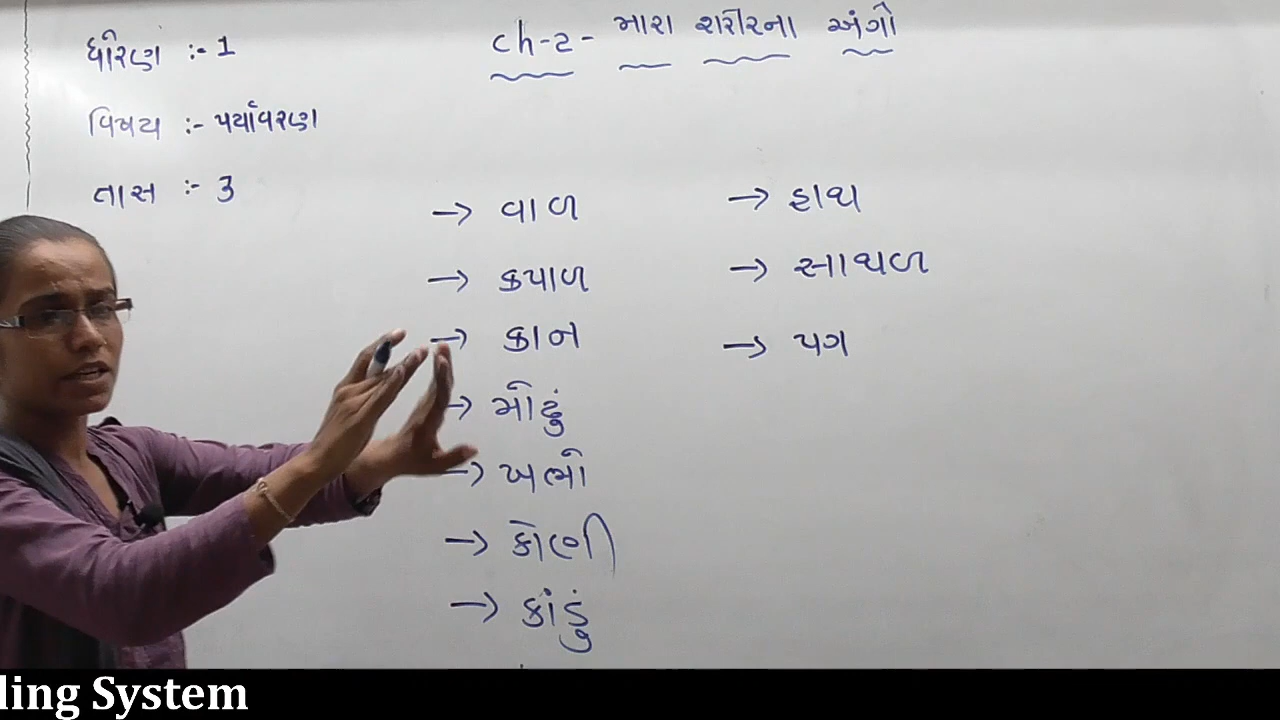 ધોરણ :- 1
વિષય :- પર્યાવરણ
તાસ :- 3
ch-2- મારા શરીરના અંગો
→ વાળ
→ કપાળ
→ કાન
→ મોઢું
→ ખભો
→ કોણી
→ કાંડું
→ હાથ
→ સાથળ
→ પગ
ling System